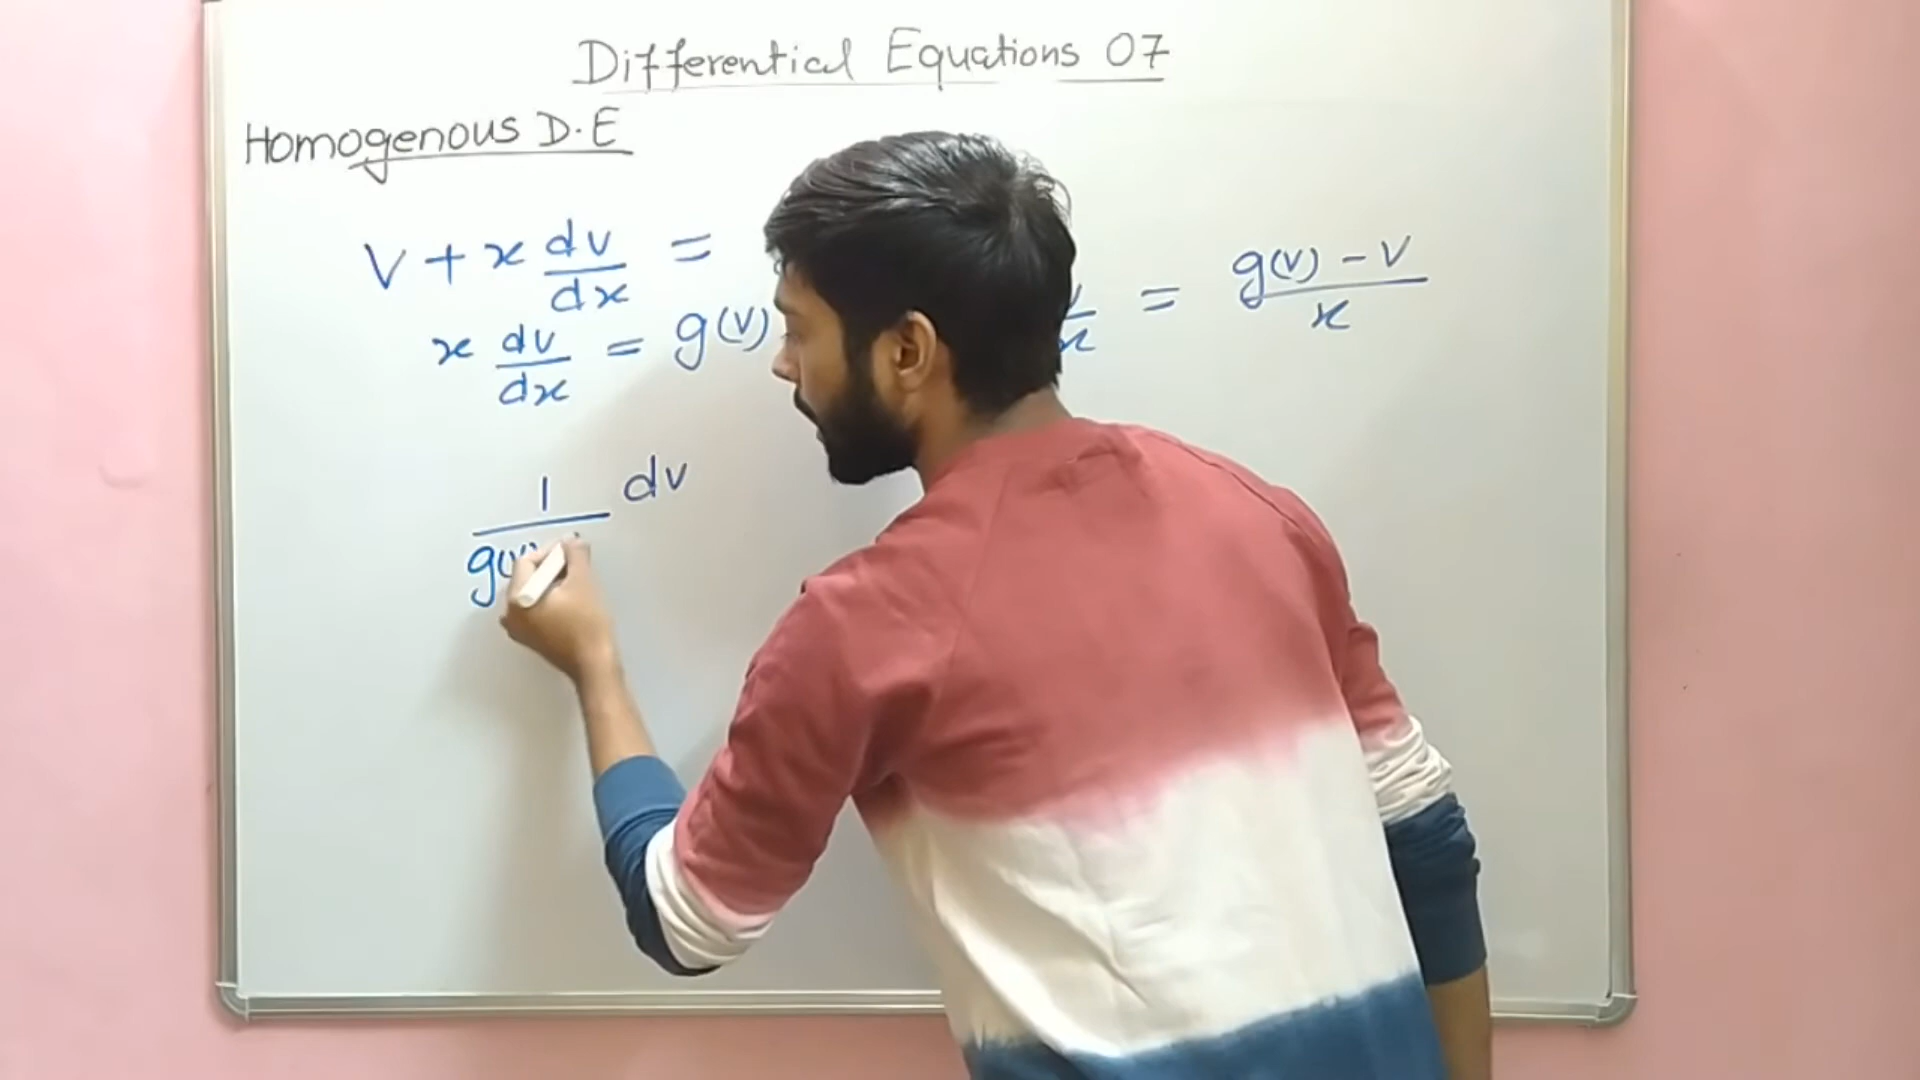 Differential Equations 07
Homogenous D.E
V + x dv/dx =
x dv/dx = g(v)
= g(v) - v / x
1/g(v) dv